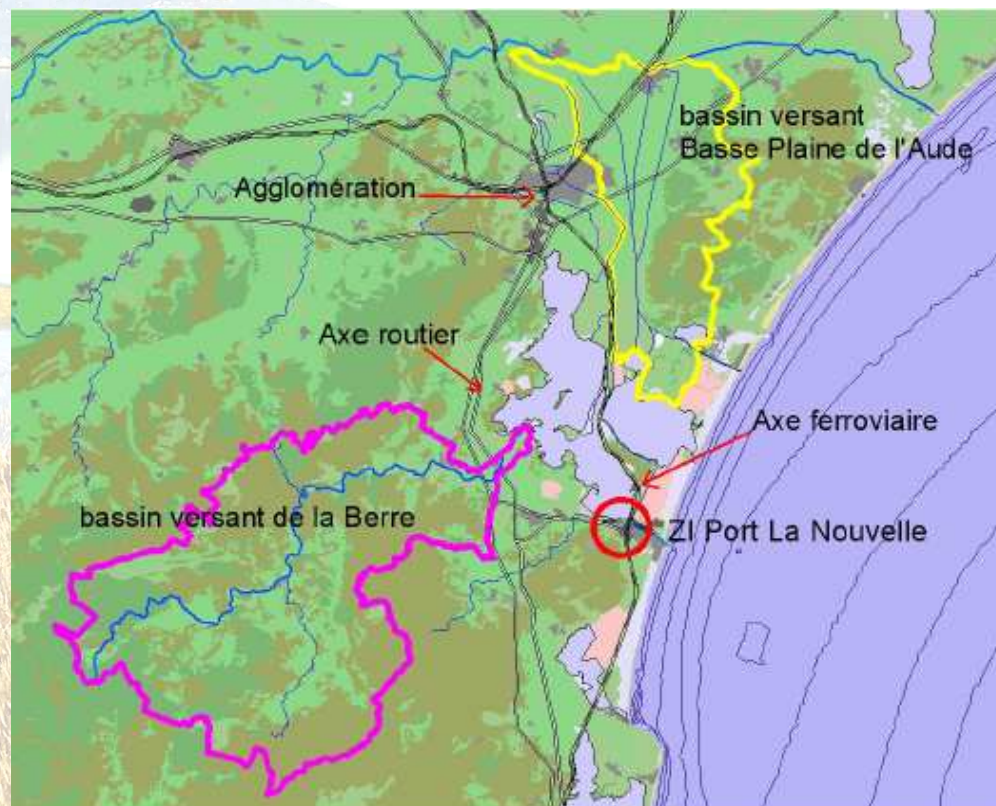 bassin versant
Basse Plaine de l'Aude
Agglomération
Axe routier
Axe ferroviaire
bassin versant de la Berre
ZI Port La Nouvelle